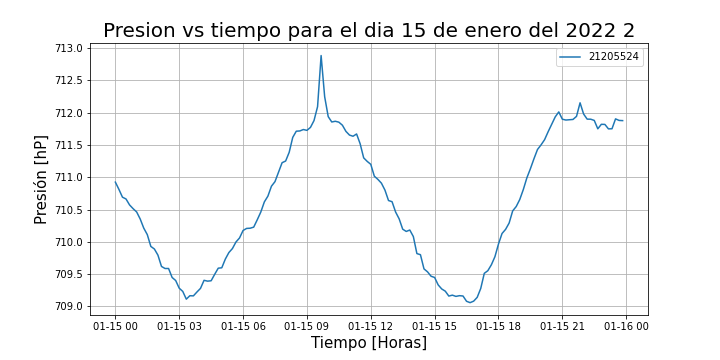 Presion vs tiempo para el dia 15 de enero del 2022 2
21205524
713.0
712.5
712.0
711.5
711.0
710.5
710.0
709.5
709.0
Presión [hP]
01-15 00 01-15 03 01-15 06 01-15 09 01-15 12 01-15 15 01-15 18 01-15 21 01-16 00
Tiempo [Horas]